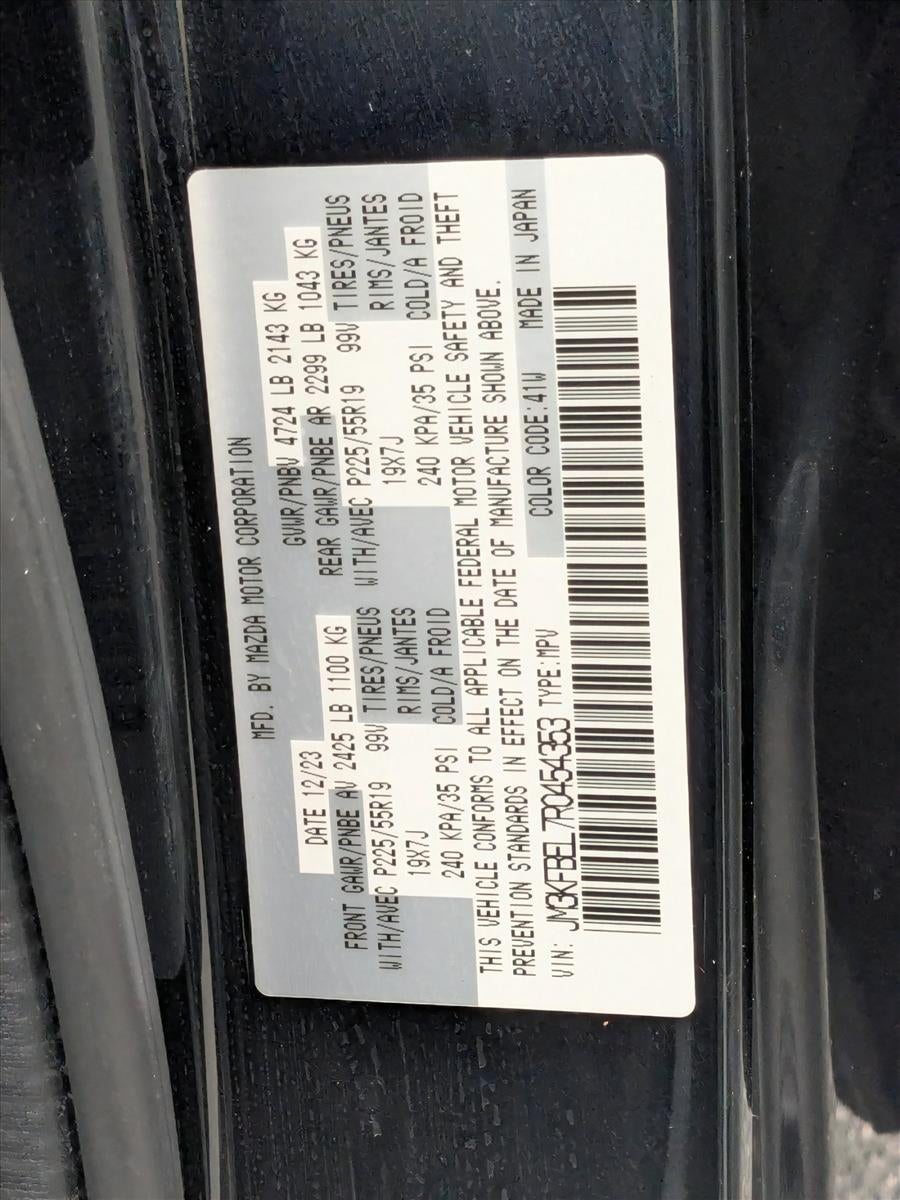 MFD. BY MAZDA MOTOR CORPORATION
DATE 12/23 GVWR/PNBV 4724 LB 2143 KG
FRONT GAWR/PNBE AV 2425 LB 1100 KG REAR GAWR/PNBE AR 2299 LB 1043 KG
WITH/AVEC P225/55R19 99V TIRES/PNEUS WITH/AVEC P225/55R19 99V TIRES/PNEUS
19X7J RIMS/JANTES 19X7J RIMS/JANTES
240 KPA/35 PSI COLD/A FROID 240 KPA/35 PSI COLD/A FROID
THIS VEHICLE CONFORMS TO ALL APPLICABLE FEDERAL MOTOR VEHICLE SAFETY AND THEFT
PREVENTION STANDARDS IN EFFECT ON THE DATE OF MANUFACTURE SHOWN ABOVE.
VIN: JM3KFBEL7R0454353 TYPE:MPV COLOR CODE:41W MADE IN JAPAN